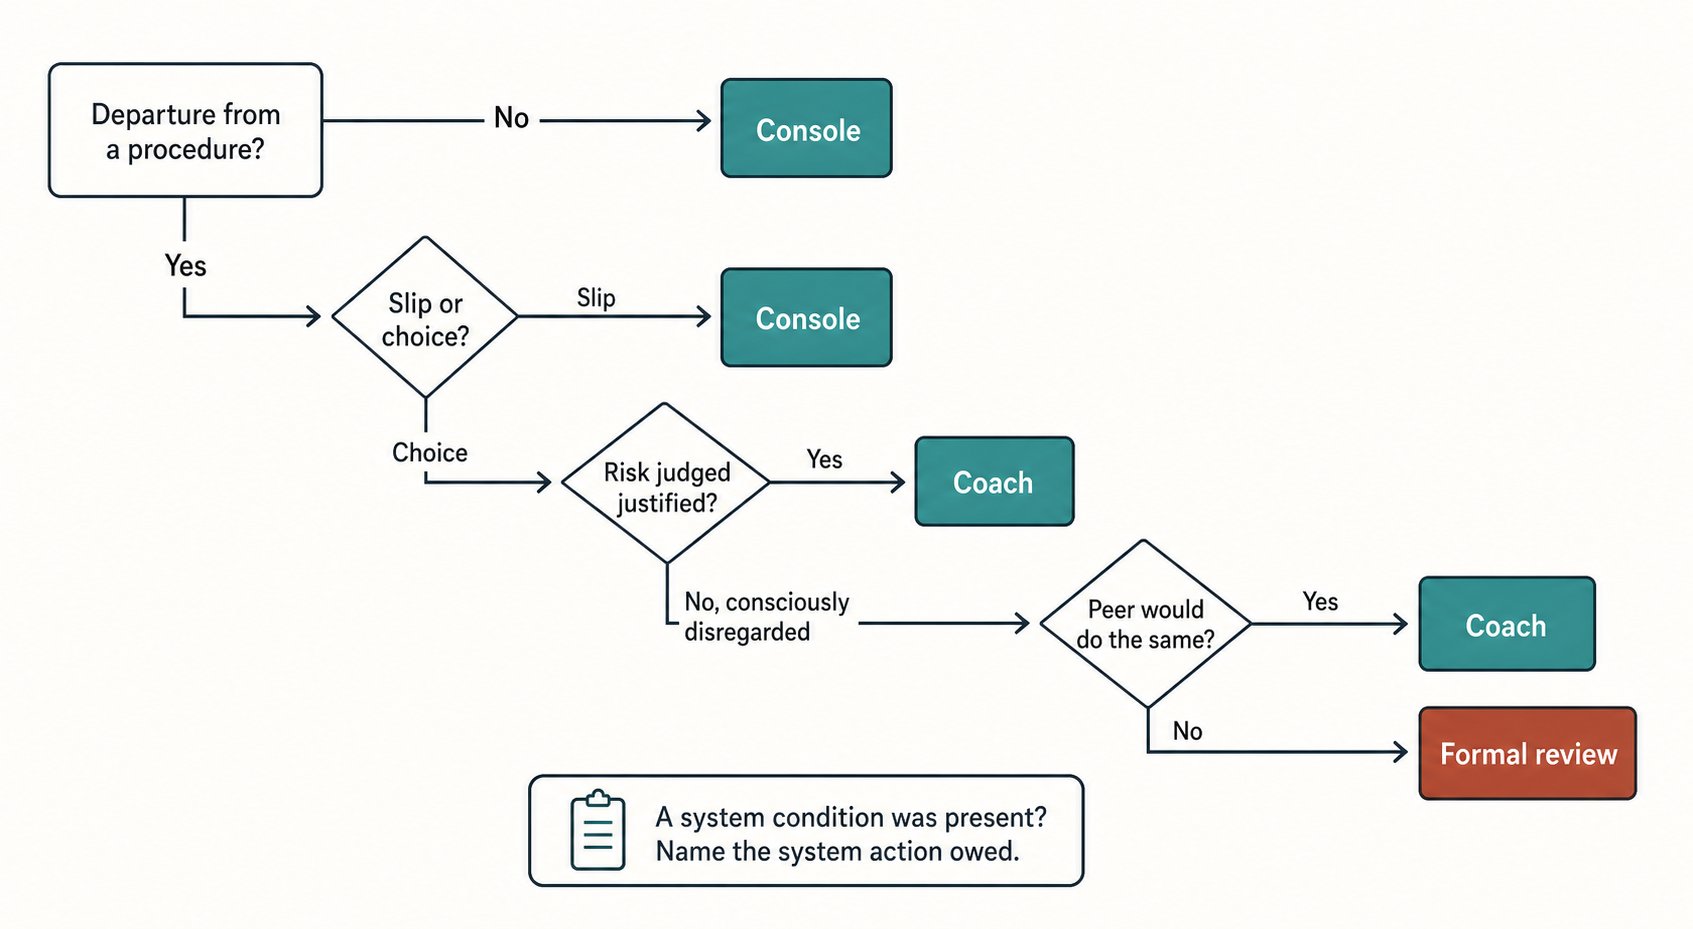 Departure from
a procedure?
No
Console
Yes
Slip or
choice?
Slip
Console
Choice
Risk judged
justified?
Yes
Coach
No, consciously
disregarded
Peer would
do the same?
Yes
Coach
No
Formal review
A system condition was present?
Name the system action owed.